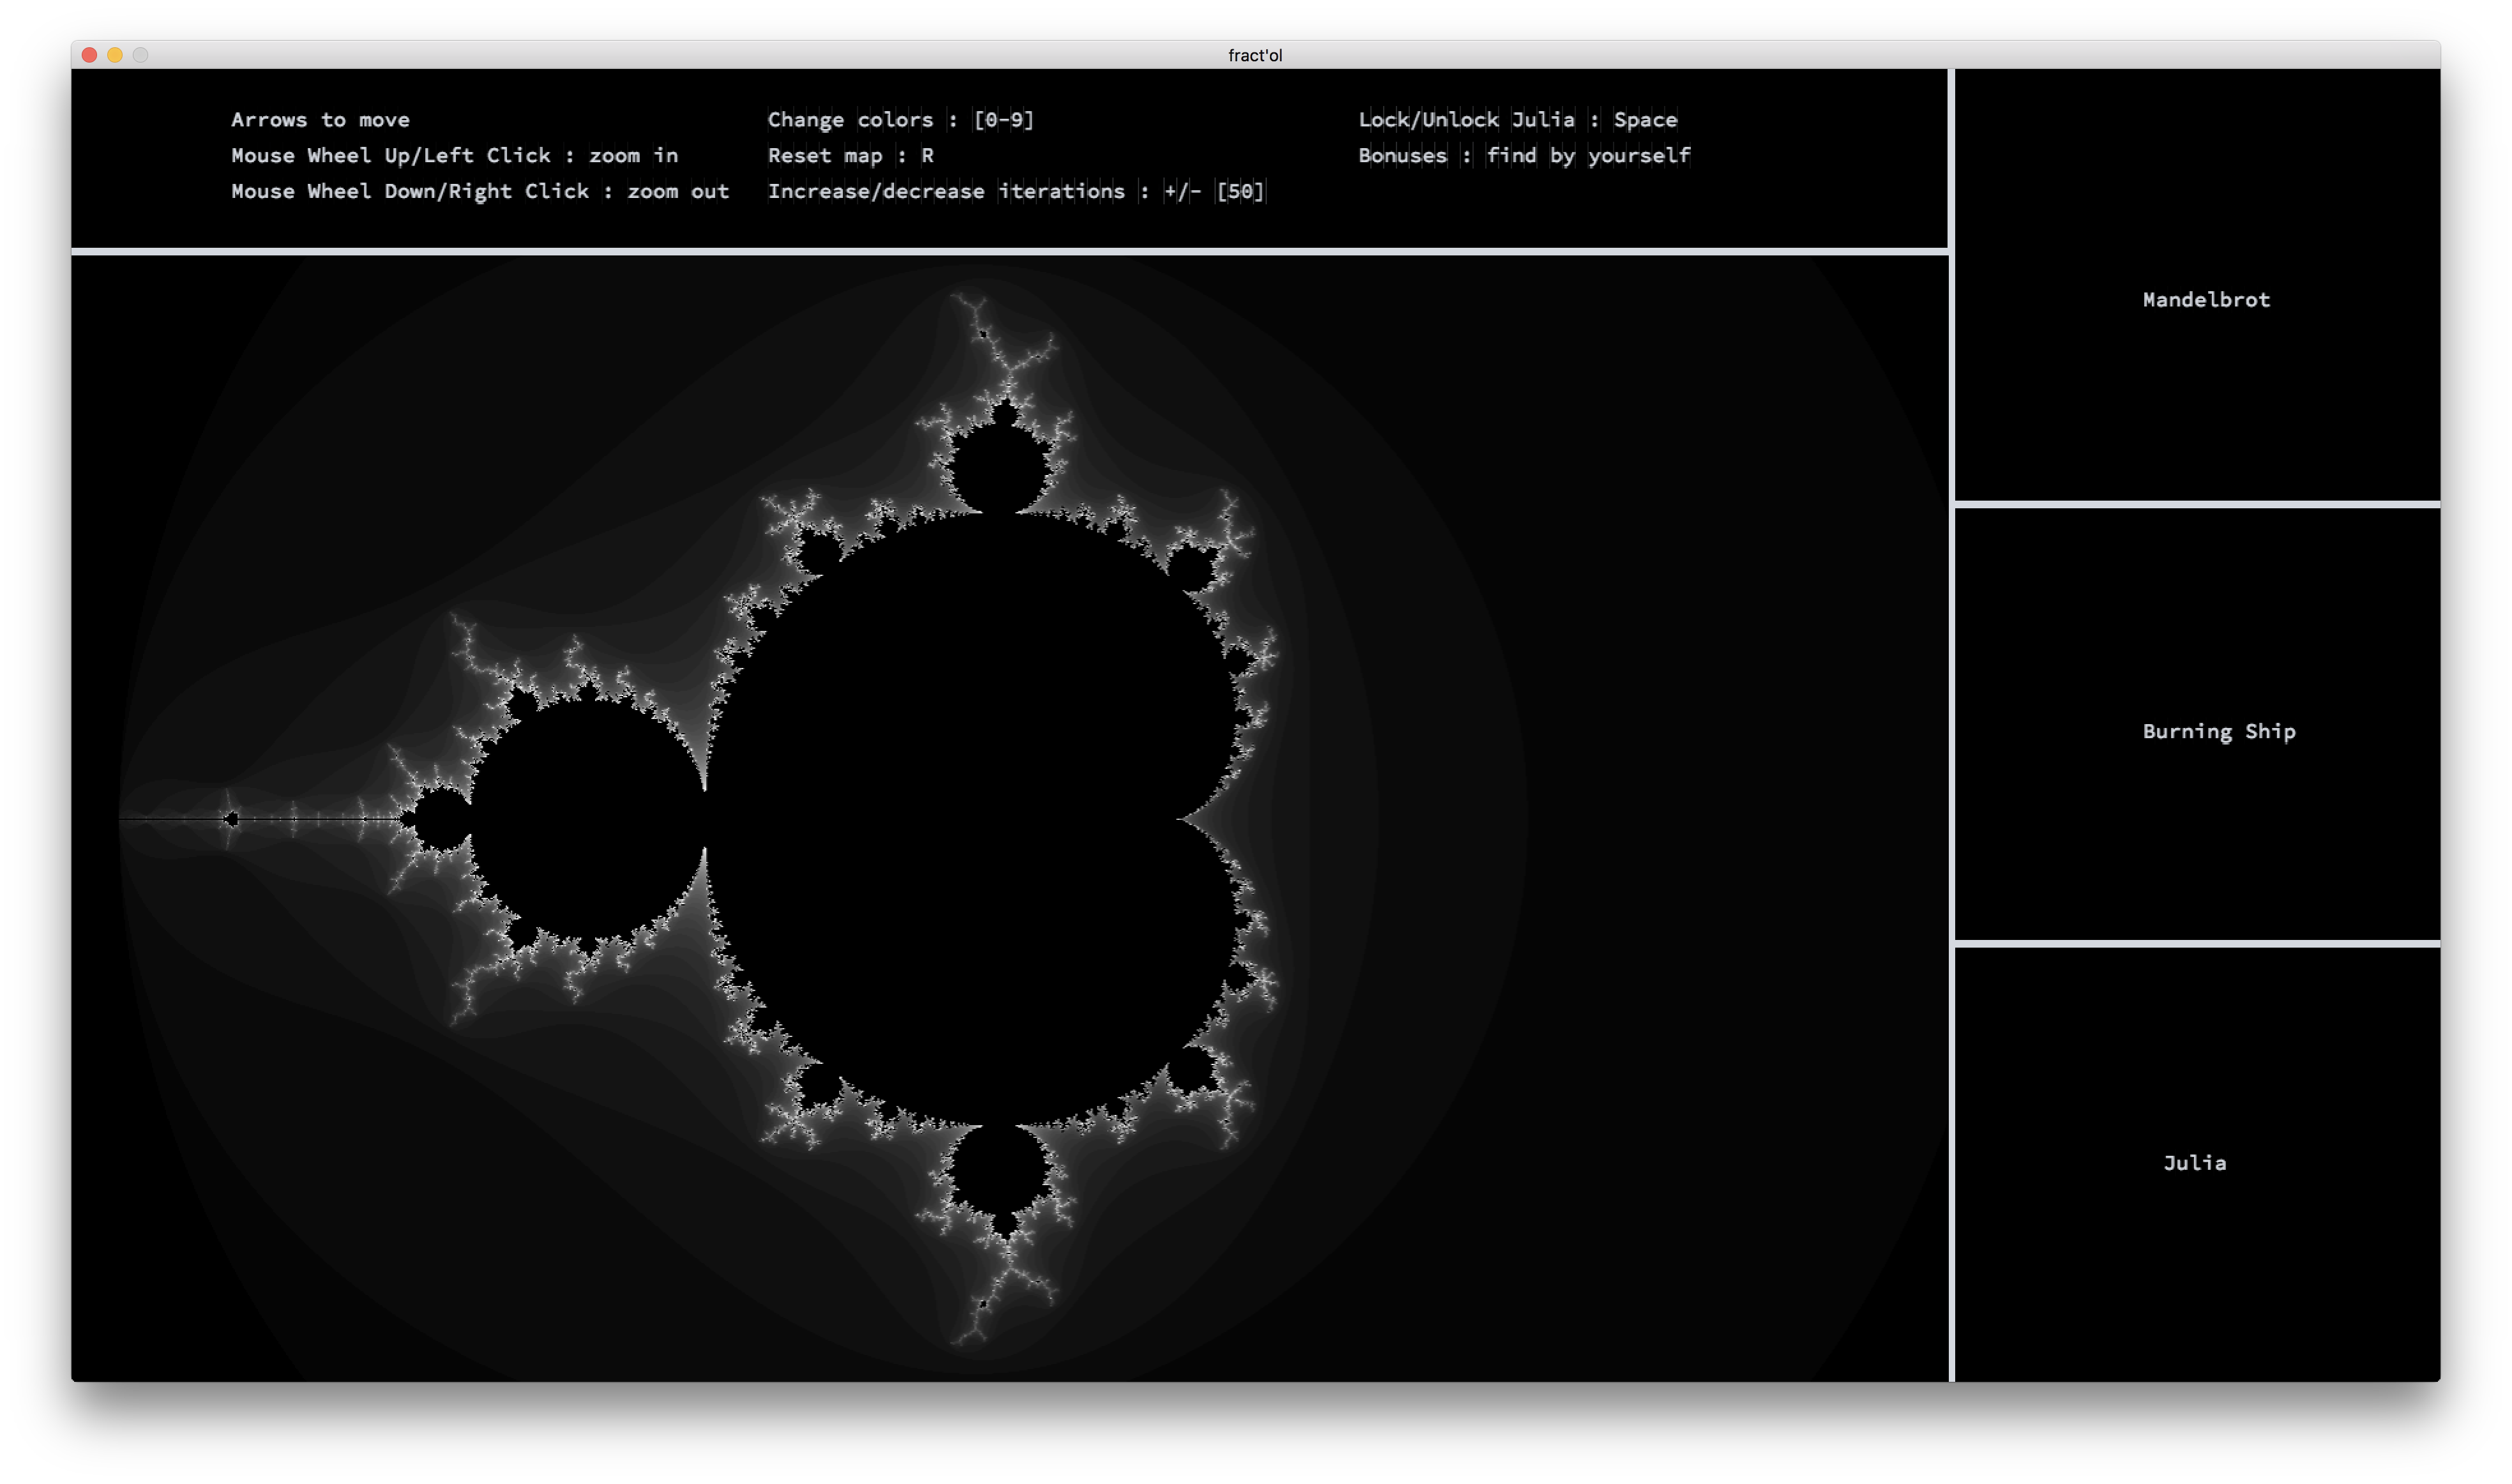 fract'ol
Arrows to move
Mouse Wheel Up/Left Click : zoom in
Mouse Wheel Down/Right Click : zoom out
Change colors : [0-9]
Reset map : R
Increase/decrease iterations : +/- [50]
Lock/Unlock Julia : Space
Bonuses : find by yourself
Mandelbrot
Burning Ship
Julia